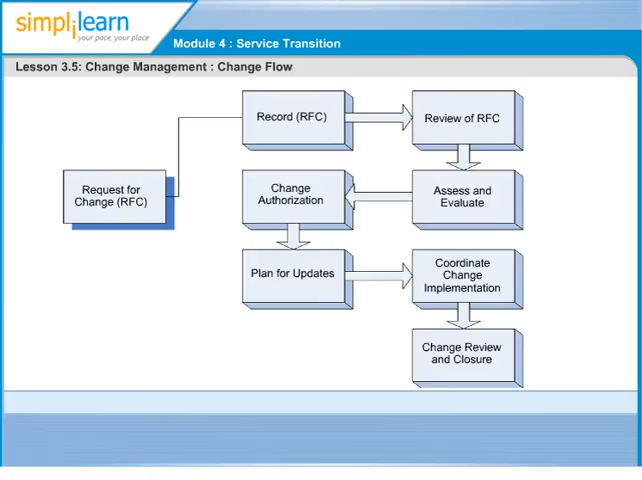 simplilearn
your pace, your place
Module 4 : Service Transition
Lesson 3.5: Change Management : Change Flow
Request for
Change (RFC)
Record (RFC)
Review of RFC
Assess and
Evaluate
Change
Authorization
Plan for Updates
Coordinate
Change
Implementation
Change Review
and Closure